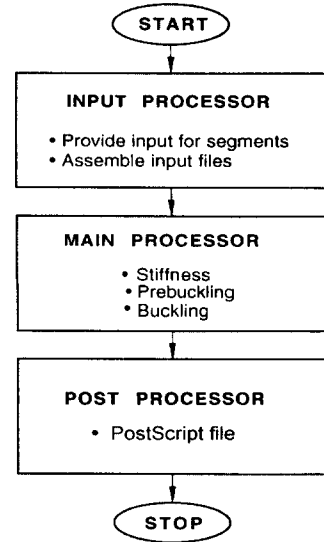 START
INPUT PROCESSOR
• Provide input for segments
• Assemble input files
MAIN PROCESSOR
• Stiffness
• Prebuckling
• Buckling
POST PROCESSOR
• PostScript file
STOP